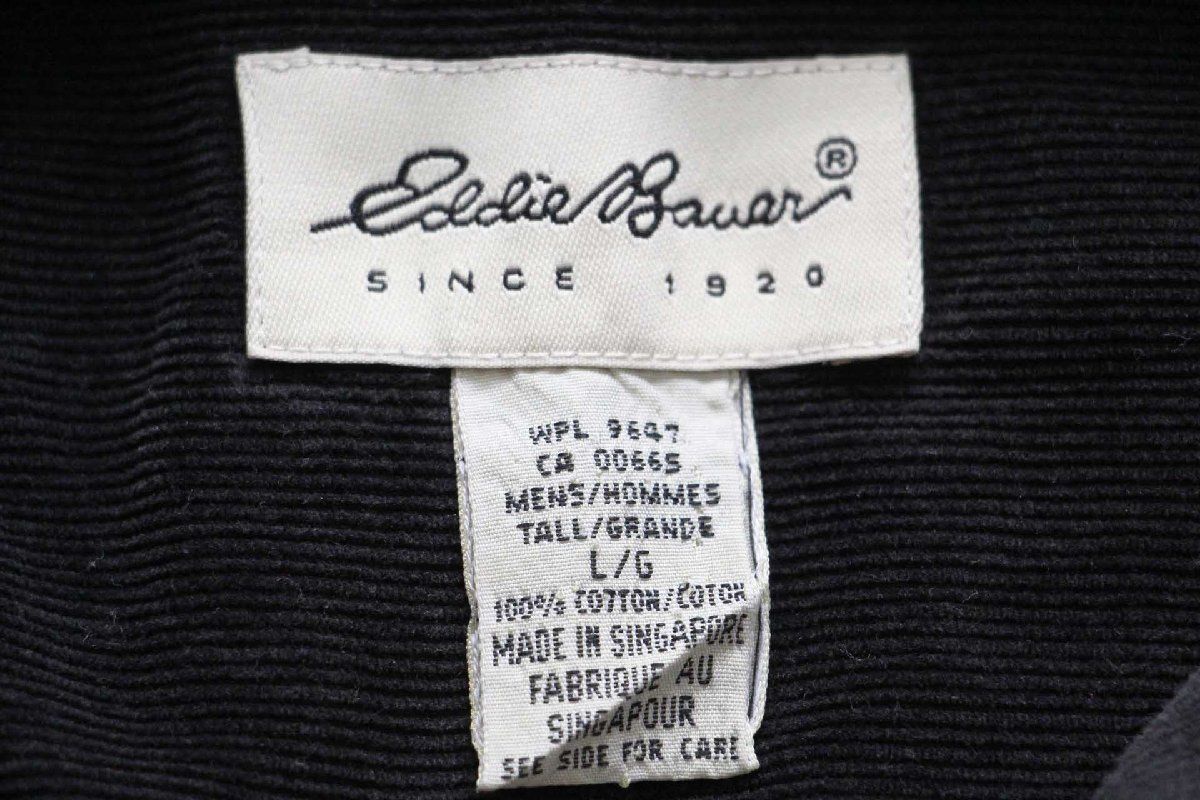 Eddie Bauer®
SINCE 1920
WPL 9647
CA 00665
MENS/HOMMES
TALL/GRANDE
L/G
100% COTTON/COTON
MADE IN SINGAPORE
FABRIQUE AU
SINGAPOUR
SEE SIDE FOR CARE